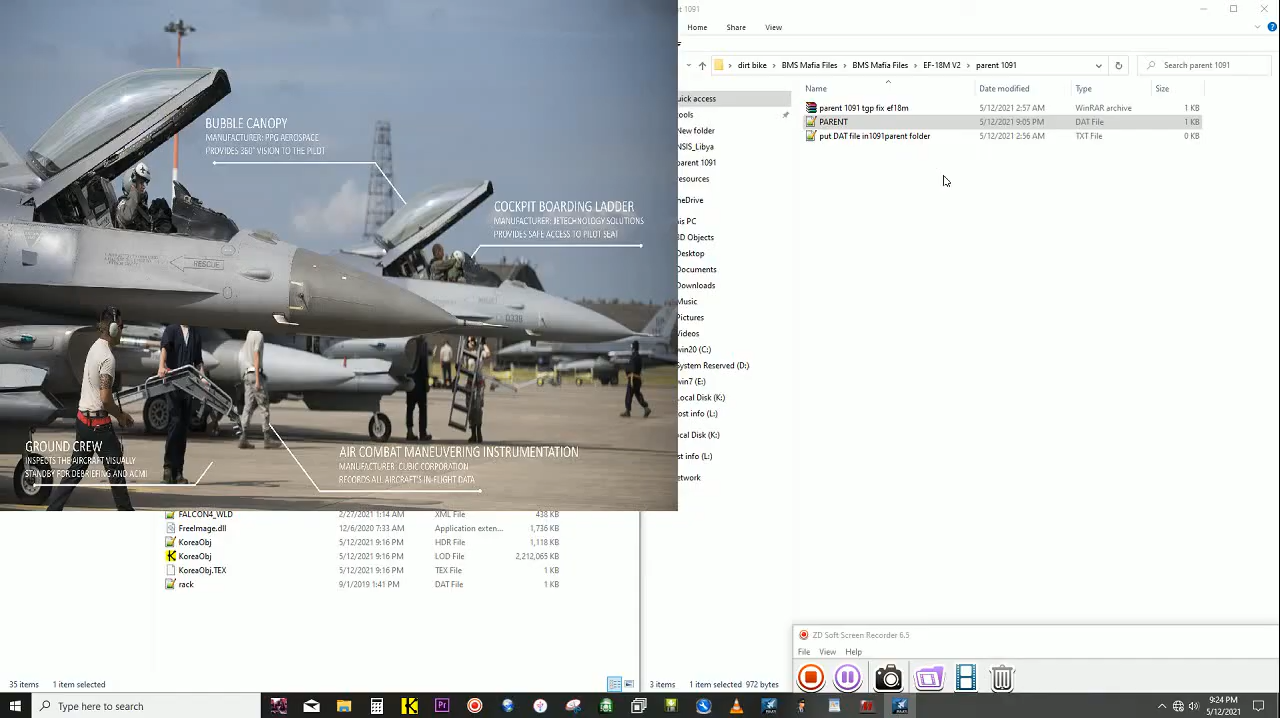 BUBBLE CANOPY
MANUFACTURER: PPG AEROSPACE
PROVIDES 360° VISION TO THE PILOT
COCKPIT BOARDING LADDER
MANUFACTURER: JETECHNOLOGY SOLUTIONS
PROVIDES SAFE ACCESS TO PILOT SEAT
RESCUE
GROUND CREW
INSPECTS THE AIRCRAFT VISUALLY
STANDBY FOR DEBRIEFING AND ACMI
AIR COMBAT MANEUVERING INSTRUMENTATION
MANUFACTURER: CUBIC CORPORATION
RECORDS ALL AIRCRAFT'S IN-FLIGHT DATA
nt 1091
Home Share View
dirt bike BMS Mafia Files BMS Mafia Files EF-18M V2 parent 1091 Search parent 1091
Name Date modified Type Size
parent 1091 tgp fix ef18m 5/12/2021 2:57 AM WinRAR archive 1 KB
PARENT 5/12/2021 9:05 PM DAT File 1 KB
put DAT file in1091parent folder 5/12/2021 2:56 AM TXT File 0 KB
uick access
ools
New folder
NSIS_Libya
parent 1091
resources
neDrive
his PC
3D Objects
Desktop
Documents
Downloads
Music
Pictures
Videos
win20 (C:)
System Reserved (D:)
win7 (E:)
Local Disk (K:)
ost info (L:)
ocal Disk (K:)
st info (L:)
etwork
FALCON4_WLD 2/27/2021 1:14 AM XML File 438 KB
FreeImage.dll 12/6/2020 7:33 AM Application exten... 1,736 KB
KoreaObj 5/12/2021 9:16 PM HDR File 1,118 KB
KoreaObj 5/12/2021 9:16 PM LOD File 2,212,065 KB
KoreaObj.TEX 5/12/2021 9:16 PM TEX File 1 KB
rack 9/1/2019 1:41 PM DAT File 1 KB
35 items 1 item selected
3 items 1 item selected 972 bytes
ZD Soft Screen Recorder 6.5
File View Help
Type here to search
9:24 PM
5/12/2021